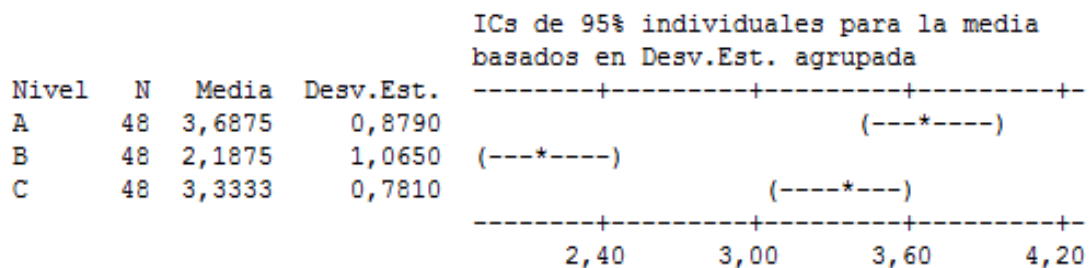 ICs de 95% individuales para la media
basados en Desv.Est. agrupada
Nivel N Media Desv.Est. --------+---------+---------+---------+-
A 48 3,6875 0,8790 (---*----)
B 48 2,1875 1,0650 (---*----)
C 48 3,3333 0,7810 (----*---)
--------+---------+---------+---------+-
2,40 3,00 3,60 4,20